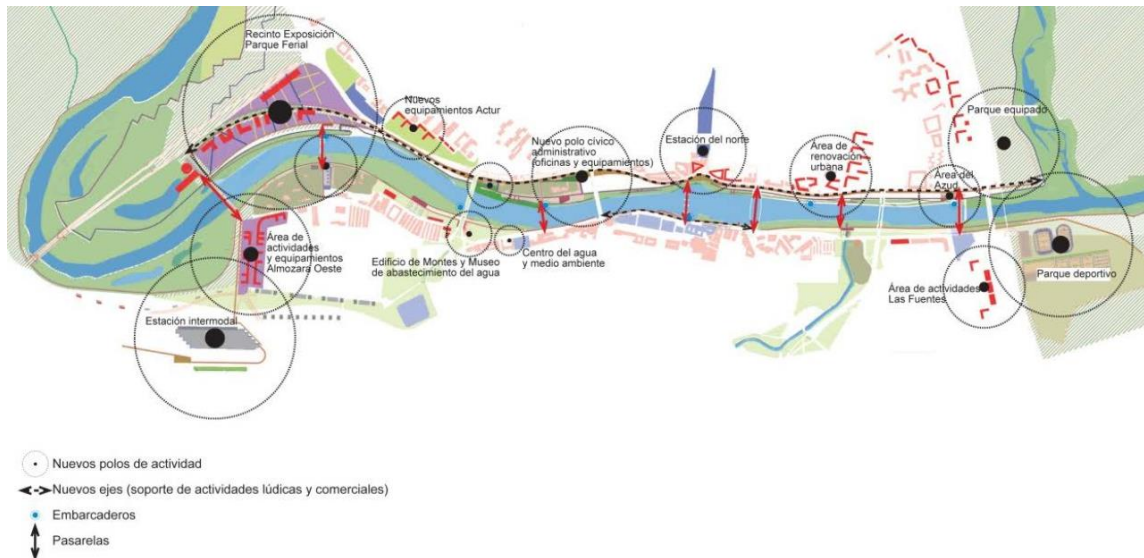 Recinto Exposición
Parque Ferial
Nuevos
equipamientos Actur
Nuevo polo cívico
administrativo
(oficinas y equipamientos)
Estación del norte
Área de
renovación
urbana
Parque equipado
Área del
Azud
Área de
actividades
y equipamientos
Almozara Oeste
Edificio de Montes y Museo
de abastecimiento del agua
Centro del agua
y medio ambiente
Área de actividades
Las Fuentes
Parque deportivo
Estación intermodal
Nuevos polos de actividad
Nuevos ejes (soporte de actividades lúdicas y comerciales)
Embarcaderos
Pasarelas